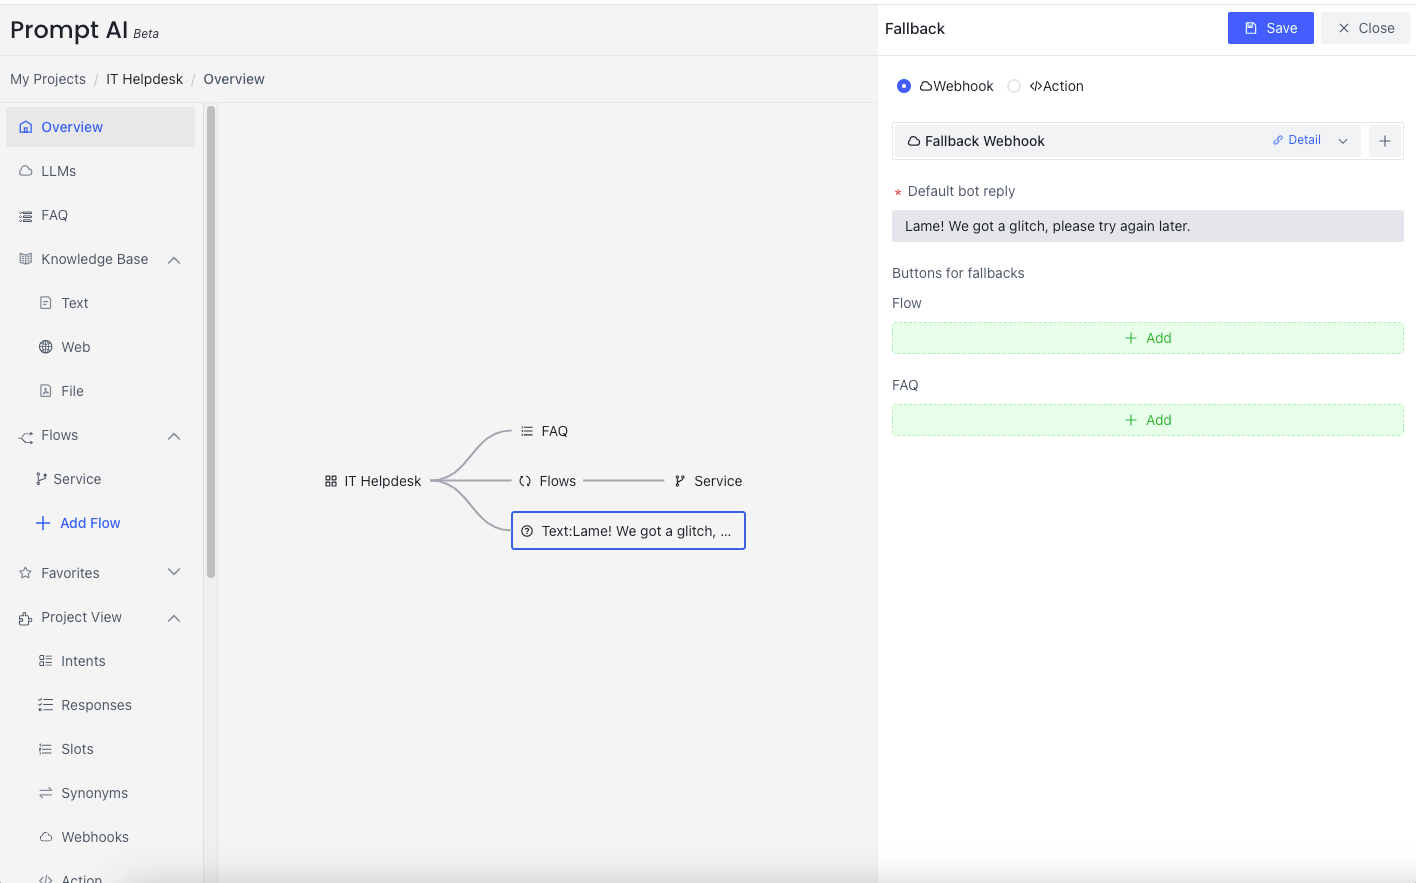 Prompt AI Beta
Fallback
Save
Close
My Projects / IT Helpdesk / Overview
Overview
LLMs
FAQ
Knowledge Base
Text
Web
File
Flows
Service
Add Flow
Favorites
Project View
Intents
Responses
Slots
Synonyms
Webhooks
Action
IT Helpdesk
FAQ
Flows
Service
Text:Lame! We got a glitch, ...
Webhook
</>Action
Fallback Webhook
Detail
* Default bot reply
Lame! We got a glitch, please try again later.
Buttons for fallbacks
Flow
+ Add
FAQ
+ Add